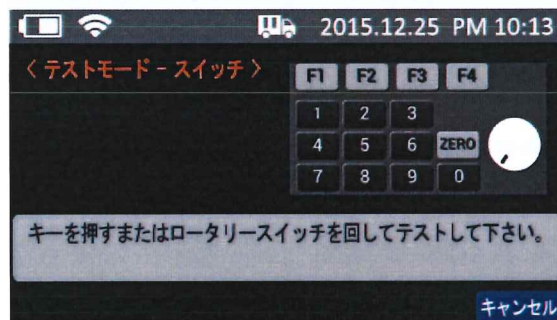 2015.12.25 PM 10:13
< テストモード - スイッチ >
F1 F2 F3 F4
1 2 3
4 5 6 ZERO
7 8 9 0
キーを押すまたはロータリースイッチを回してテストして下さい。
キャンセル